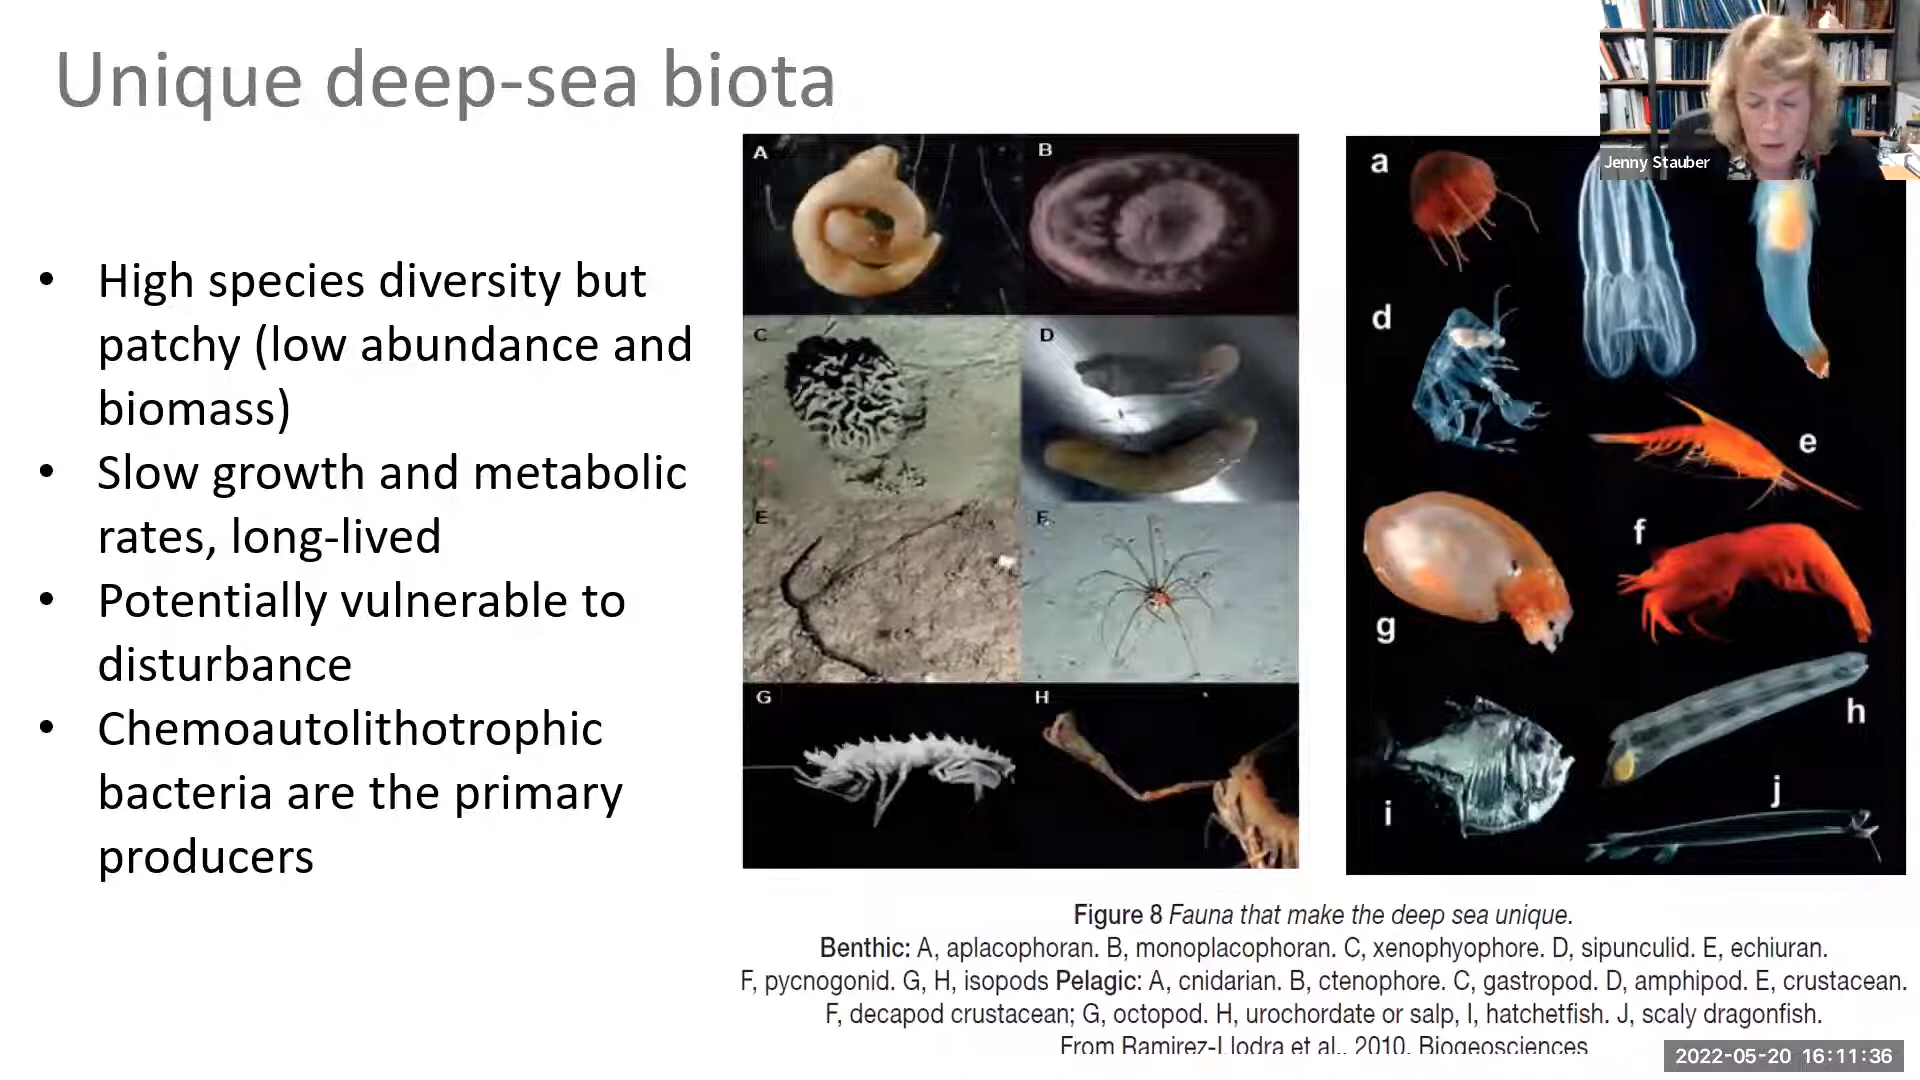 Unique deep-sea biota
• High species diversity but
patchy (low abundance and
biomass)
• Slow growth and metabolic
rates, long-lived
• Potentially vulnerable to
disturbance
• Chemoautolithotrophic
bacteria are the primary
producers
A
B
C
D
E
F
G
H
a
d
e
f
g
h
i
j
Jenny Stauber
Figure 8 Fauna that make the deep sea unique.
Benthic: A, aplacophoran. B, monoplacophoran. C, xenophyophore. D, sipunculid. E, echiuran.
F, pycnogonid. G, H, isopods Pelagic: A, cnidarian. B, ctenophore. C, gastropod. D, amphipod. E, crustacean.
F, decapod crustacean; G, octopod. H, urochordate or salp, I, hatchetfish. J, scaly dragonfish.
From Ramirez-Llodra et al., 2010. Biogeosciences
2022-05-20 16:11:36